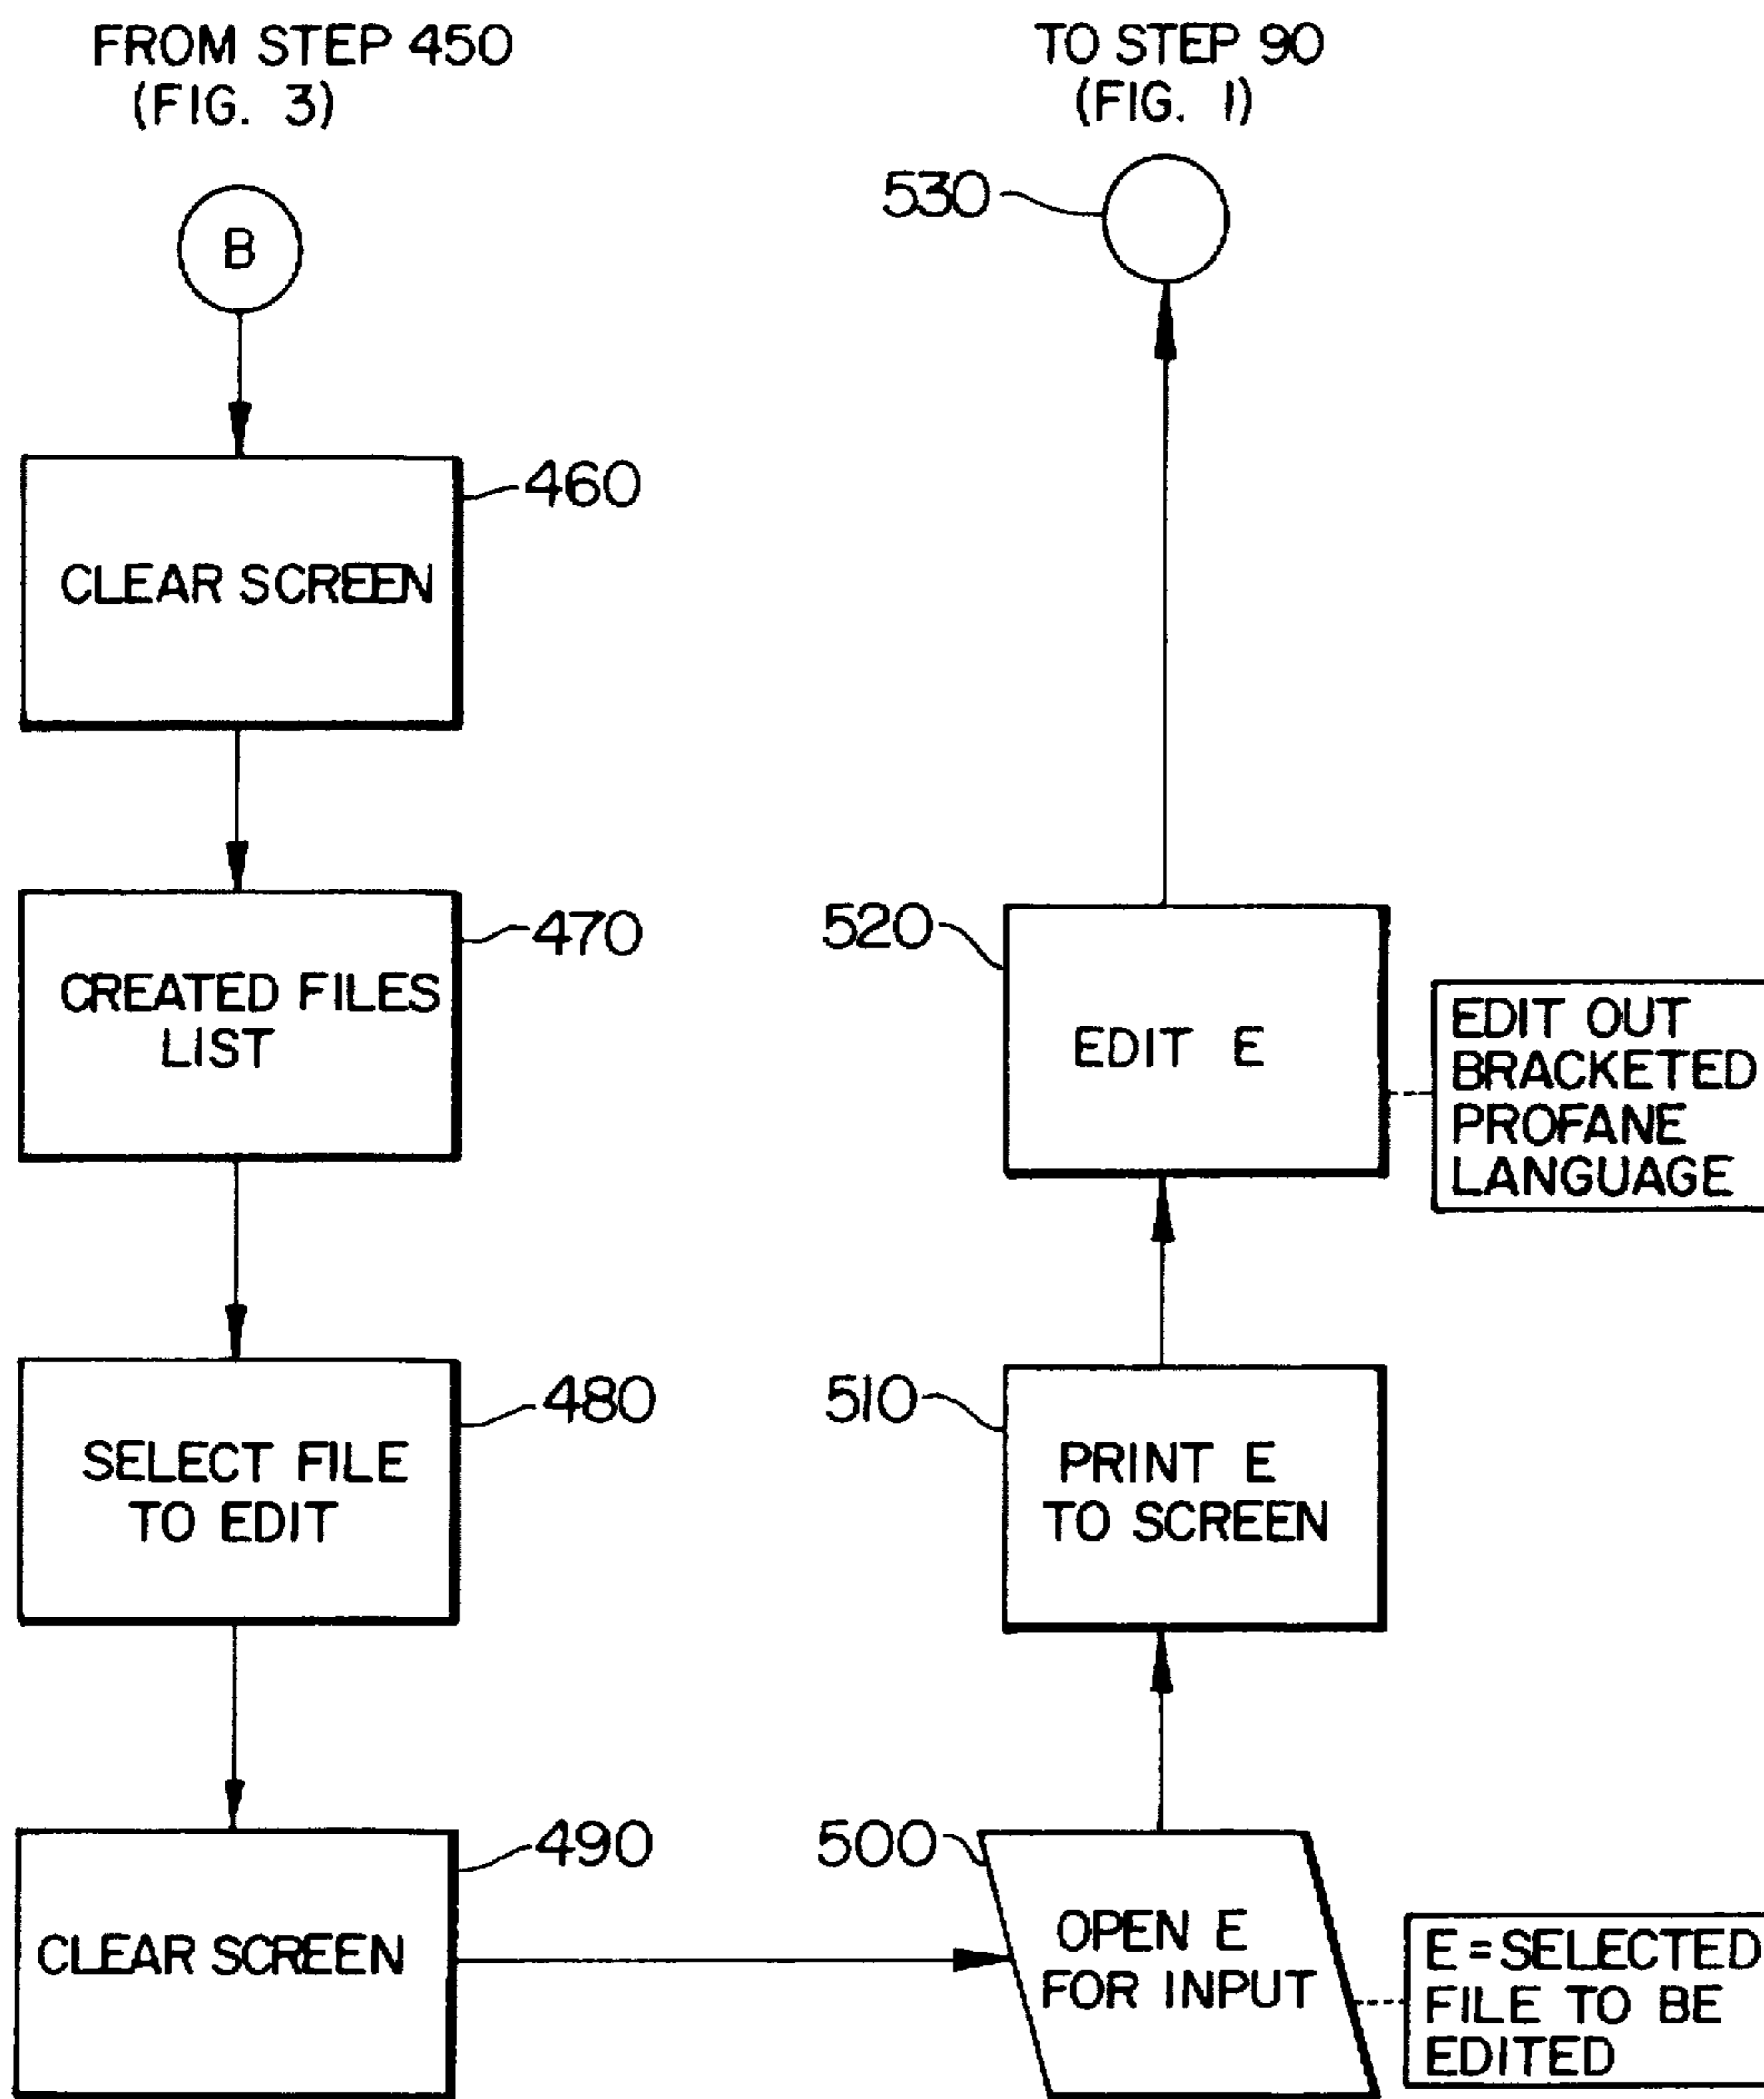 FROM STEP 450
(FIG. 3)
B
460
CLEAR SCREEN
470
CREATED FILES
LIST
480
SELECT FILE
TO EDIT
490
CLEAR SCREEN
TO STEP 90
(FIG. 1)
530
520
EDIT E
EDIT OUT
BRACKETED
PROFANE
LANGUAGE
510
PRINT E
TO SCREEN
500
OPEN E
FOR INPUT
E=SELECTED
FILE TO BE
EDITED